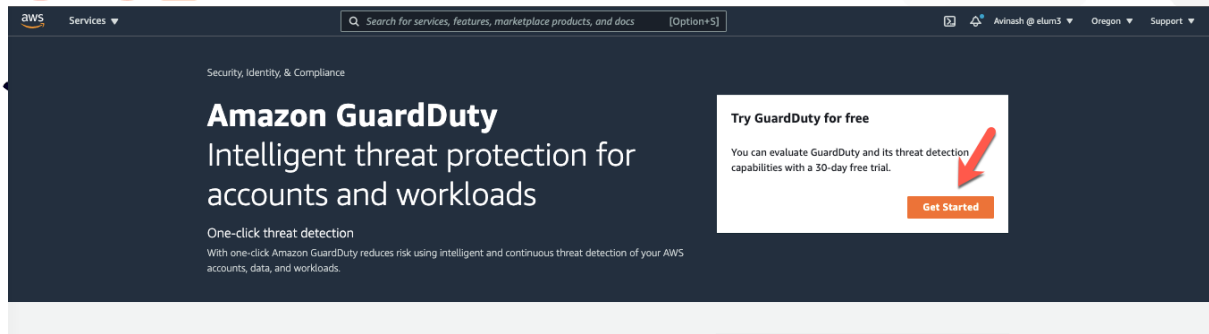 aws Services ▼ Search for services, features, marketplace products, and docs [Option+S] Avinash @ elum3 ▼ Oregon ▼ Support ▼
Security, Identity, & Compliance
Amazon GuardDuty
Intelligent threat protection for
accounts and workloads
One-click threat detection
With one-click Amazon GuardDuty reduces risk using intelligent and continuous threat detection of your AWS
accounts, data, and workloads.
Try GuardDuty for free
You can evaluate GuardDuty and its threat detection
capabilities with a 30-day free trial.
Get Started